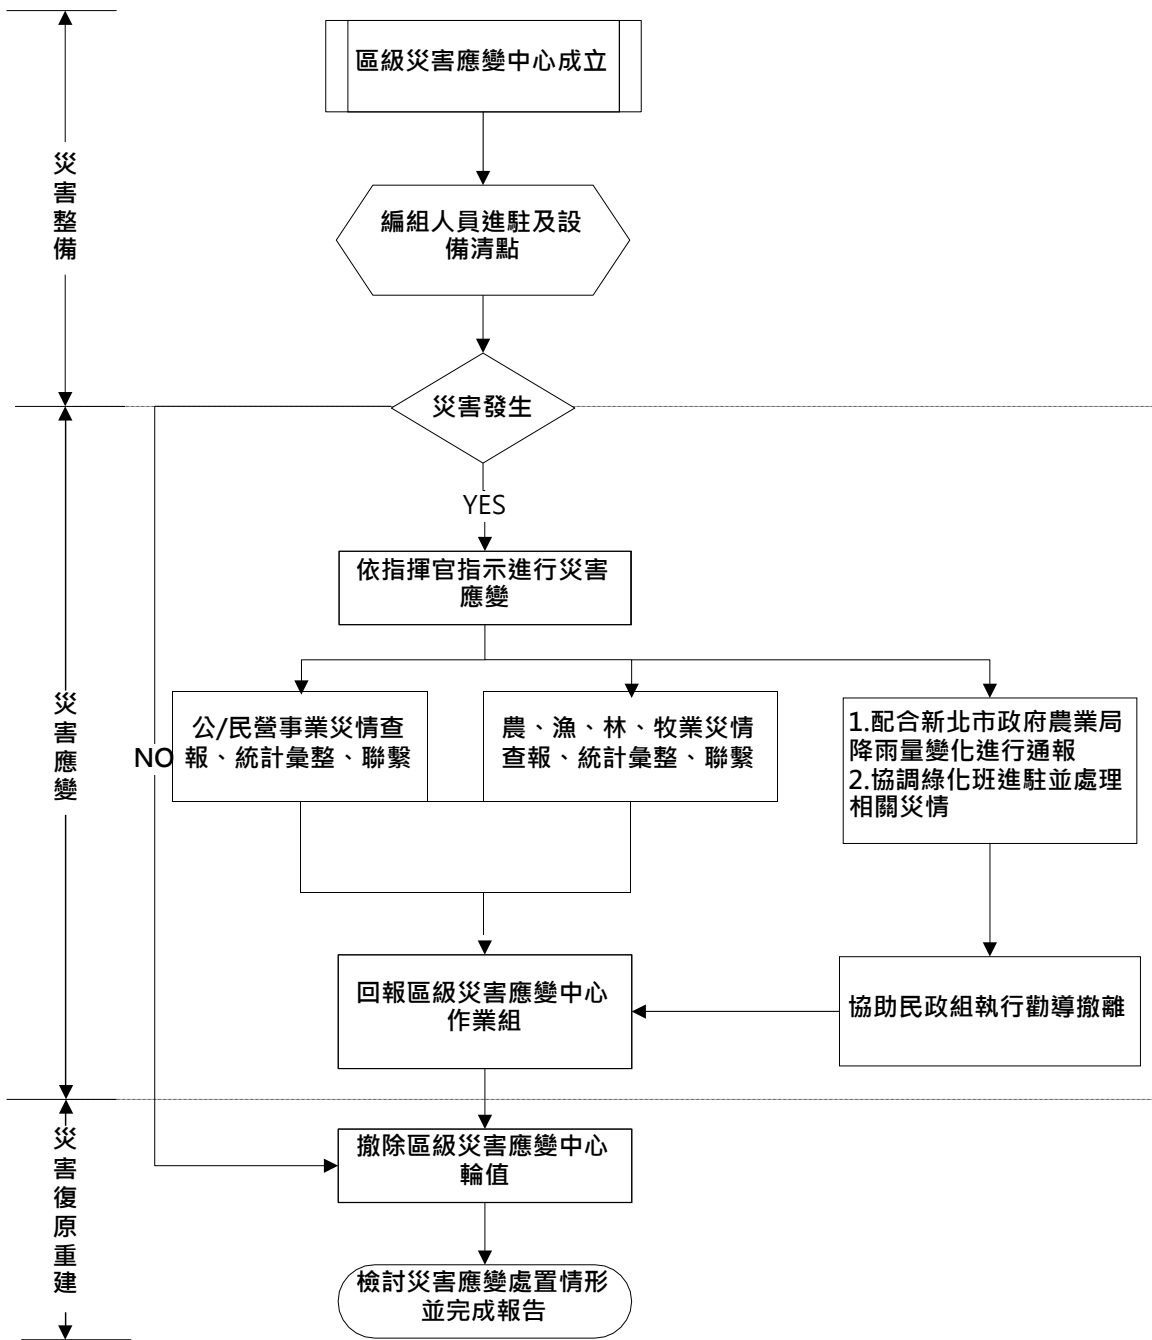 區級災害應變中心成立
災害整備
編組人員進駐及設
備清點
災害發生
YES
依指揮官指示進行災害
應變
災害應變
NO
公/民營事業災情查
報、統計彙整、聯繫
農、漁、林、牧業災情
查報、統計彙整、聯繫
1.配合新北市政府農業局
降雨量變化進行通報
2.協調綠化班進駐並處理
相關災情
回報區級災害應變中心
作業組
協助民政組執行勸導撤離
災害復原重建
撤除區級災害應變中心
輪值
檢討災害應變處置情形
並完成報告